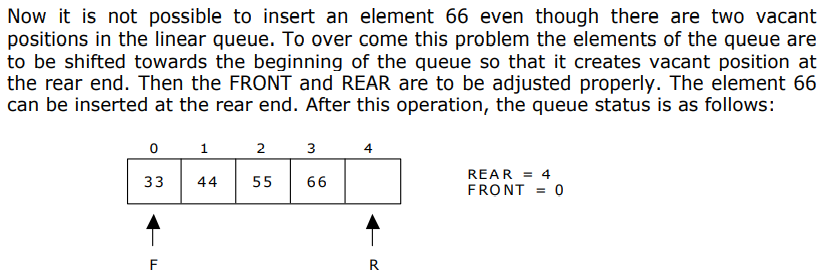 Now it is not possible to insert an element 66 even though there are two vacant
positions in the linear queue. To over come this problem the elements of the queue are
to be shifted towards the beginning of the queue so that it creates vacant position at
the rear end. Then the FRONT and REAR are to be adjusted properly. The element 66
can be inserted at the rear end. After this operation, the queue status is as follows:
0 1 2 3 4
33 44 55 66
REAR = 4
FRONT = 0
F R